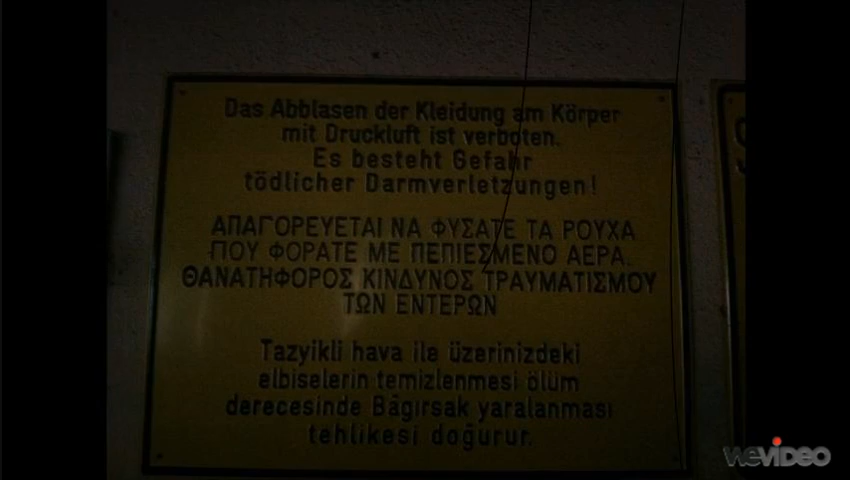 Das Abblasen der Kleidung am Körper
mit Druckluft ist verboten.
Es besteht Gefahr
tödlicher Darmverletzungen!
ΑΠΑΓΟΡΕΥΕΤΑΙ ΝΑ ΦΥΣΑΤΕ ΤΑ ΡΟΥΧΑ
ΠΟΥ ΦΟΡΑΤΕ ΜΕ ΠΕΠΙΕΣΜΕΝΟ ΑΕΡΑ.
ΘΑΝΑΤΗΦΟΡΟΣ ΚΙΝΔΥΝΟΣ ΤΡΑΥΜΑΤΙΣΜΟΥ
ΤΩΝ ΕΝΤΕΡΩΝ
Tazyikli hava ile üzerinizdeki
elbiselerin temizlenmesi ölüm
derecesinde Bağırsak yaralanması
tehlikesi doğurur.
WEVIDEO